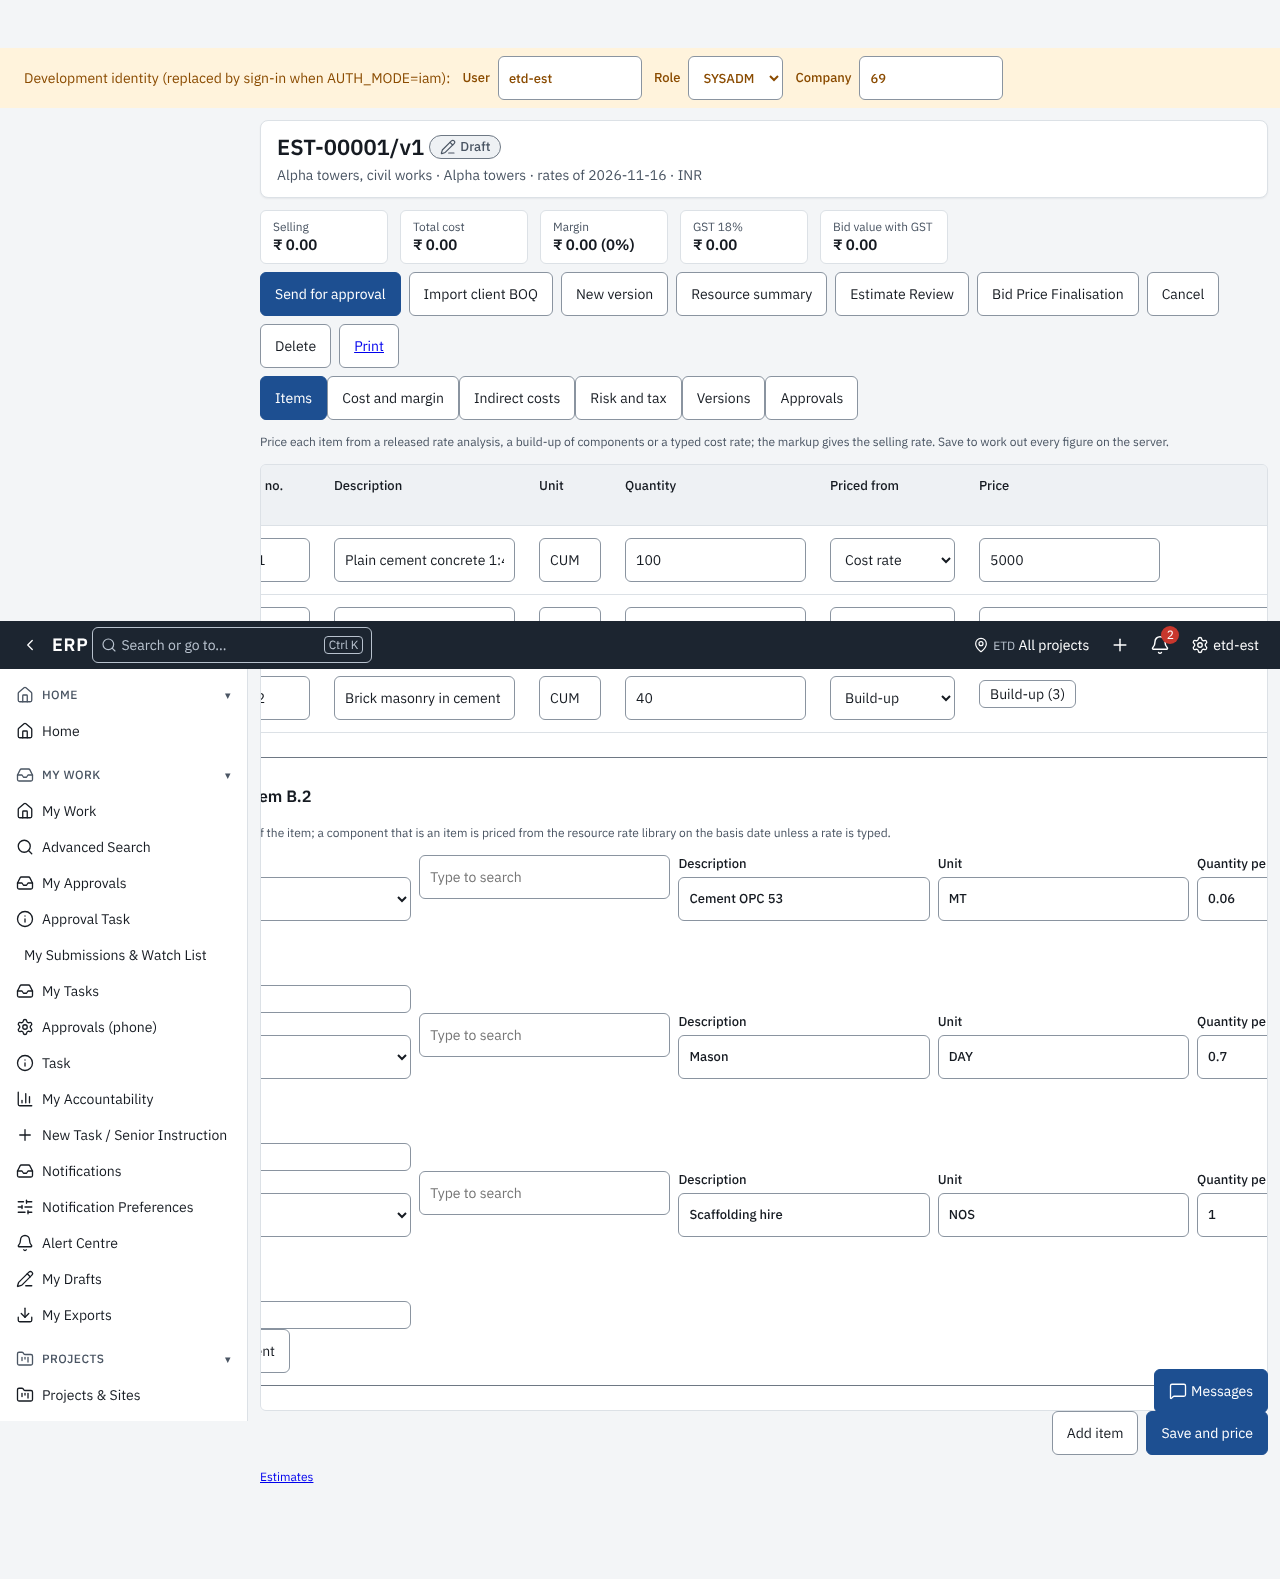 Development identity (replaced by sign-in when AUTH_MODE=iam): User etd-est Role SYSADM Company 69
EST-00001/v1 Draft
Alpha towers, civil works · Alpha towers · rates of 2026-11-16 · INR
Selling Total cost Margin GST 18% Bid value with GST
₹ 0.00 ₹ 0.00 ₹ 0.00 (0%) ₹ 0.00 ₹ 0.00
Send for approval Import client BOQ New version Resource summary Estimate Review Bid Price Finalisation Cancel
Delete Print
Items Cost and margin Indirect costs Risk and tax Versions Approvals
Price each item from a released rate analysis, a build-up of components or a typed cost rate; the markup gives the selling rate. Save to work out every figure on the server.
no. Description Unit Quantity Priced from Price
1 Plain cement concrete 1: CUM 100 Cost rate 5000
ERP Search or go to... Ctrl K ETD All projects 2 etd-est
2 Brick masonry in cement CUM 40 Build-up Build-up (3)
em B.2
f the item; a component that is an item is priced from the resource rate library on the basis date unless a rate is typed.
Description Unit Quantity pe
Type to search Cement OPC 53 MT 0.06
Description Unit Quantity pe
Type to search Mason DAY 0.7
Description Unit Quantity pe
Type to search Scaffolding hire NOS 1
nt
HOME
Home
MY WORK
My Work
Advanced Search
My Approvals
Approval Task
My Submissions & Watch List
My Tasks
Approvals (phone)
Task
My Accountability
New Task / Senior Instruction
Notifications
Notification Preferences
Alert Centre
My Drafts
My Exports
PROJECTS
Projects & Sites
Messages
Add item Save and price
Estimates